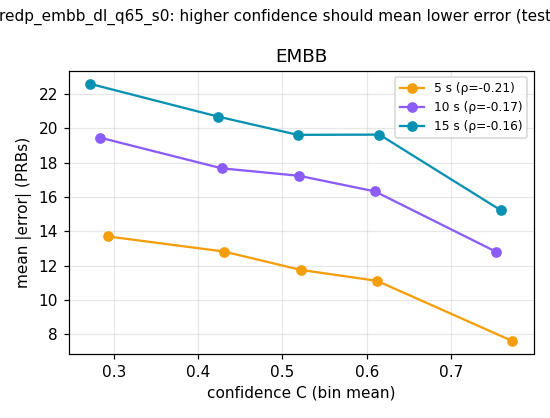 redp_embb_dl_q65_s0: higher confidence should mean lower error (test
EMBB
5 s (ρ=-0.21)
10 s (ρ=-0.17)
15 s (ρ=-0.16)
mean |error| (PRBs)
22
20
18
16
14
12
10
8
0.3 0.4 0.5 0.6 0.7
confidence C (bin mean)